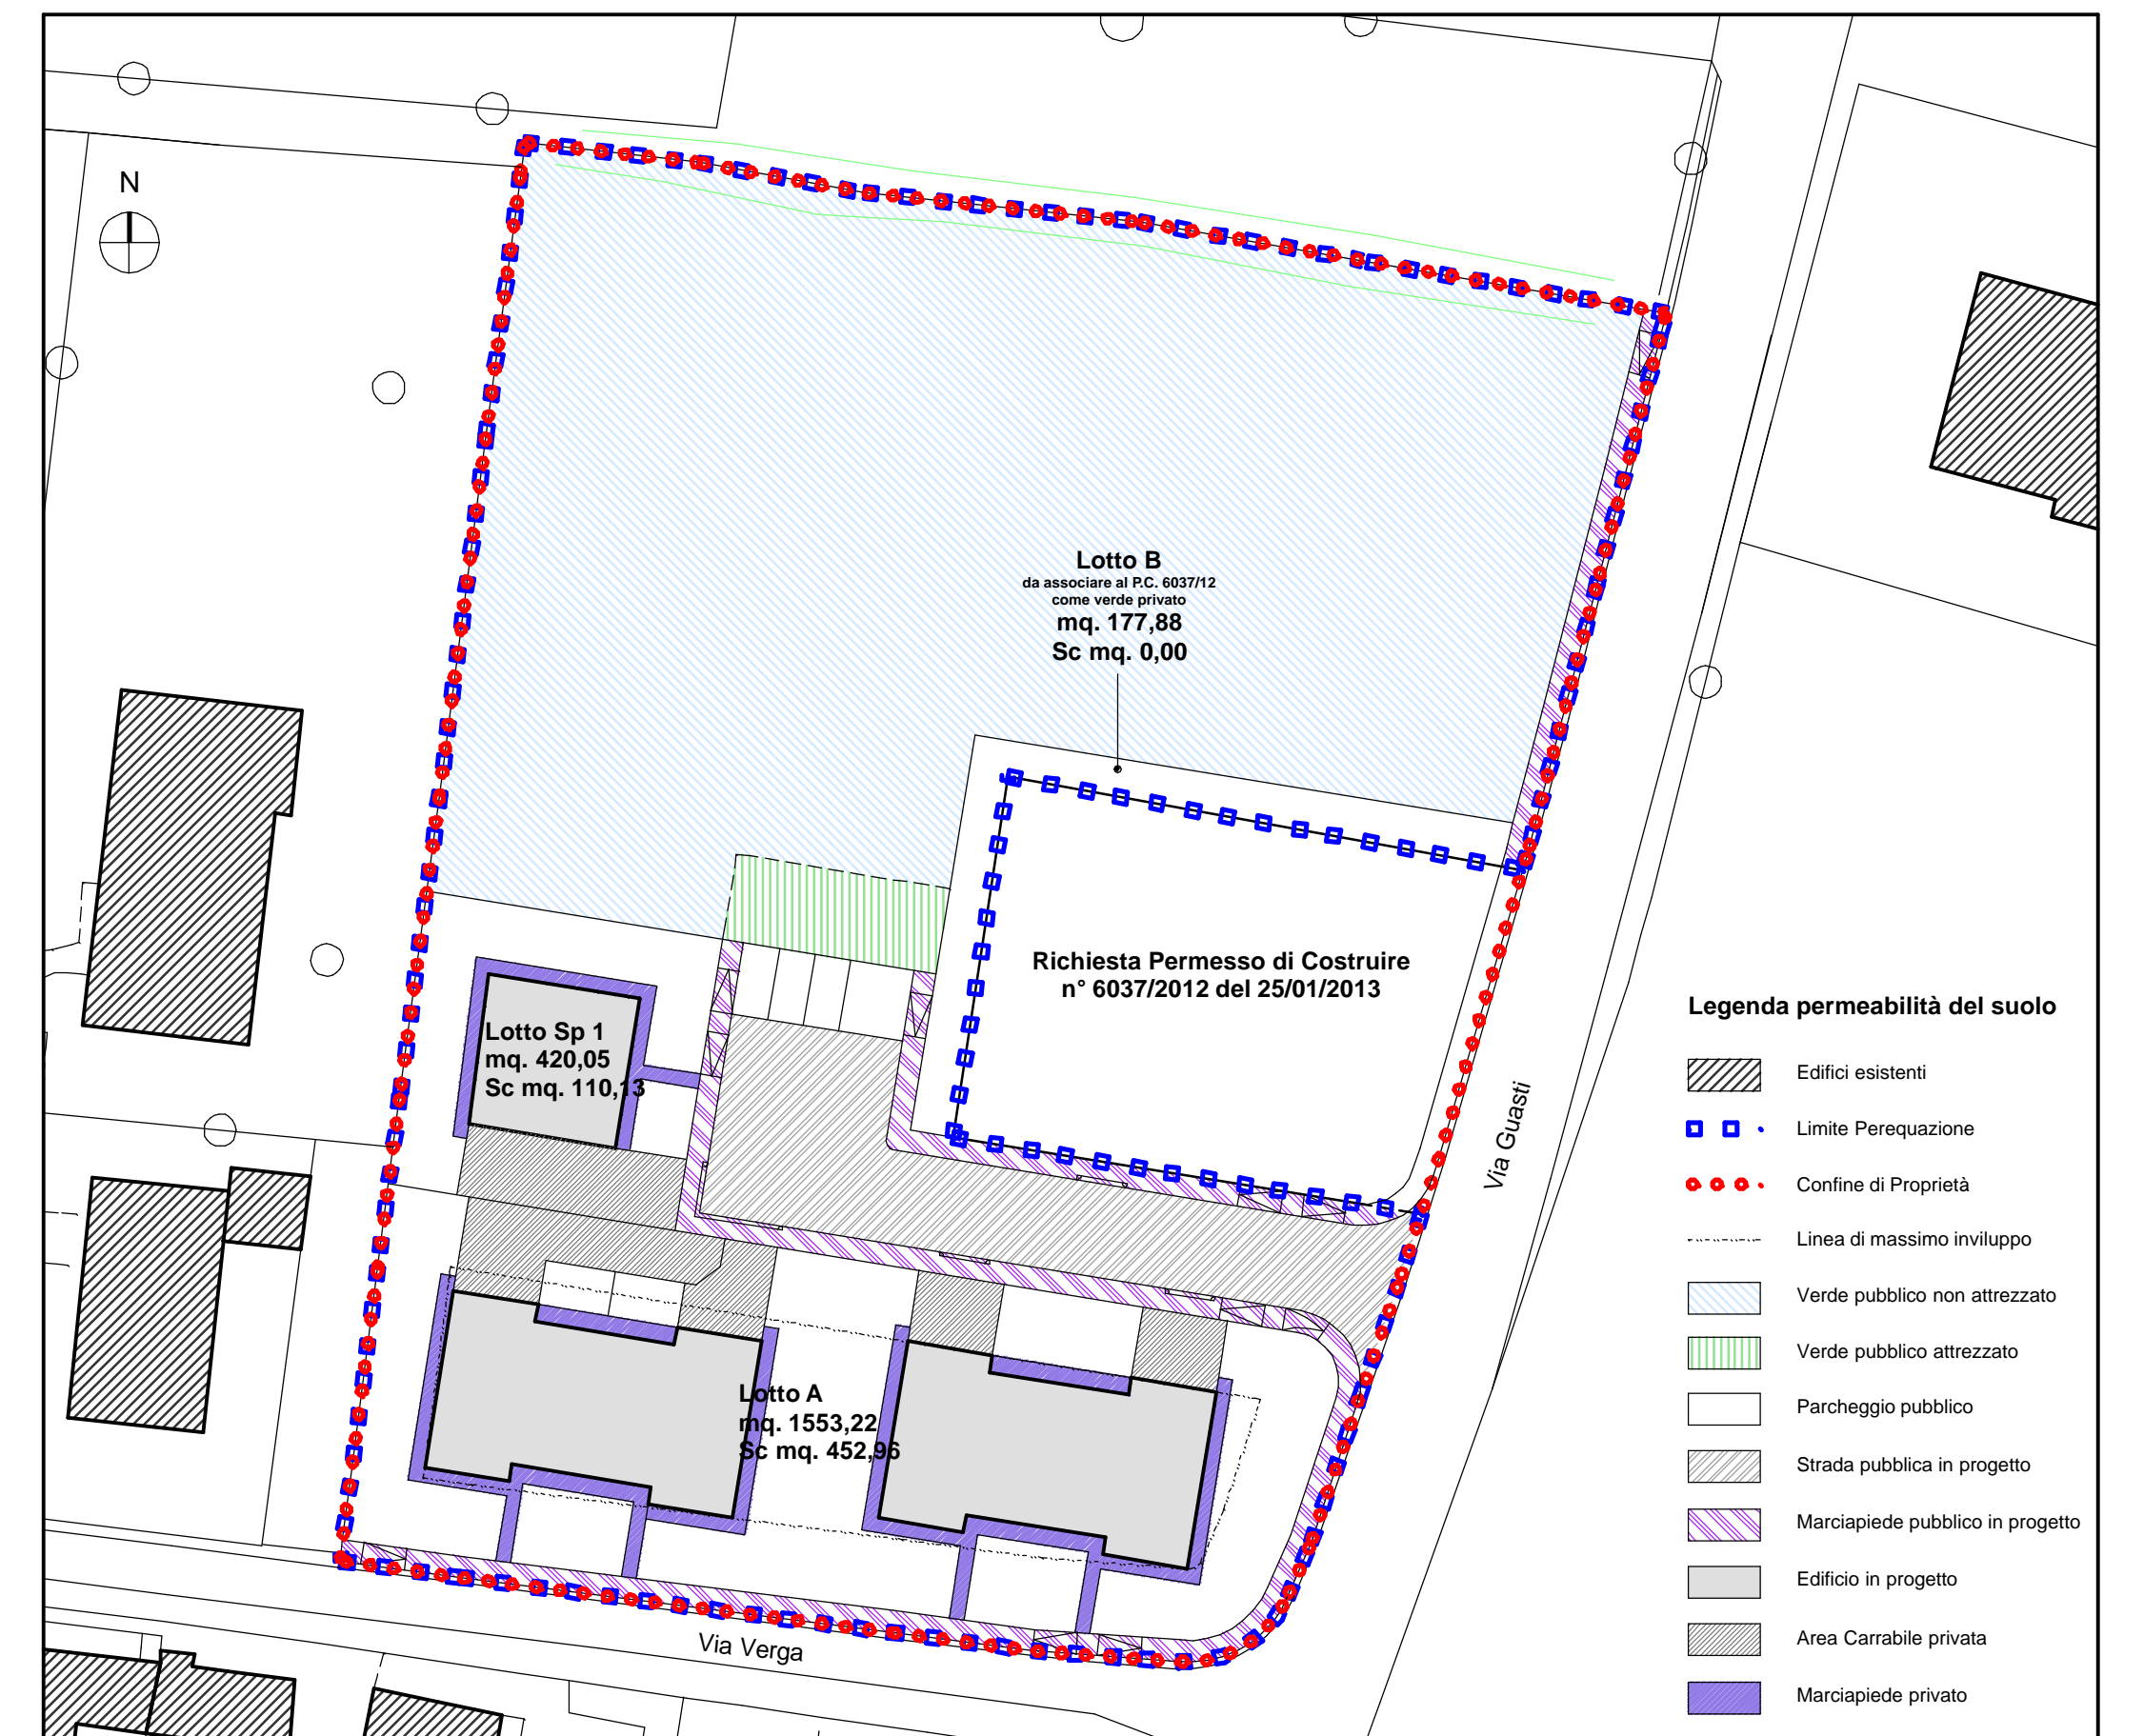 N
Lotto B
da associare al P.C. 6037/12
come verde privato
mq. 177,88
Sc mq. 0,00
Richiesta Permesso di Costruire
n° 6037/2012 del 25/01/2013
Lotto Sp 1
mq. 420,05
Sc mq. 110,13
Via Guasti
Lotto A
mq. 1553,22
Sc mq. 452,96
Via Verga
Legenda permeabilità del suolo
Edifici esistenti
Limite Perequazione
Confine di Proprietà
Linea di massimo inviluppo
Verde pubblico non attrezzato
Verde pubblico attrezzato
Parcheggio pubblico
Strada pubblica in progetto
Marciapiede pubblico in progetto
Edificio in progetto
Area Carrabile privata
Marciapiede privato